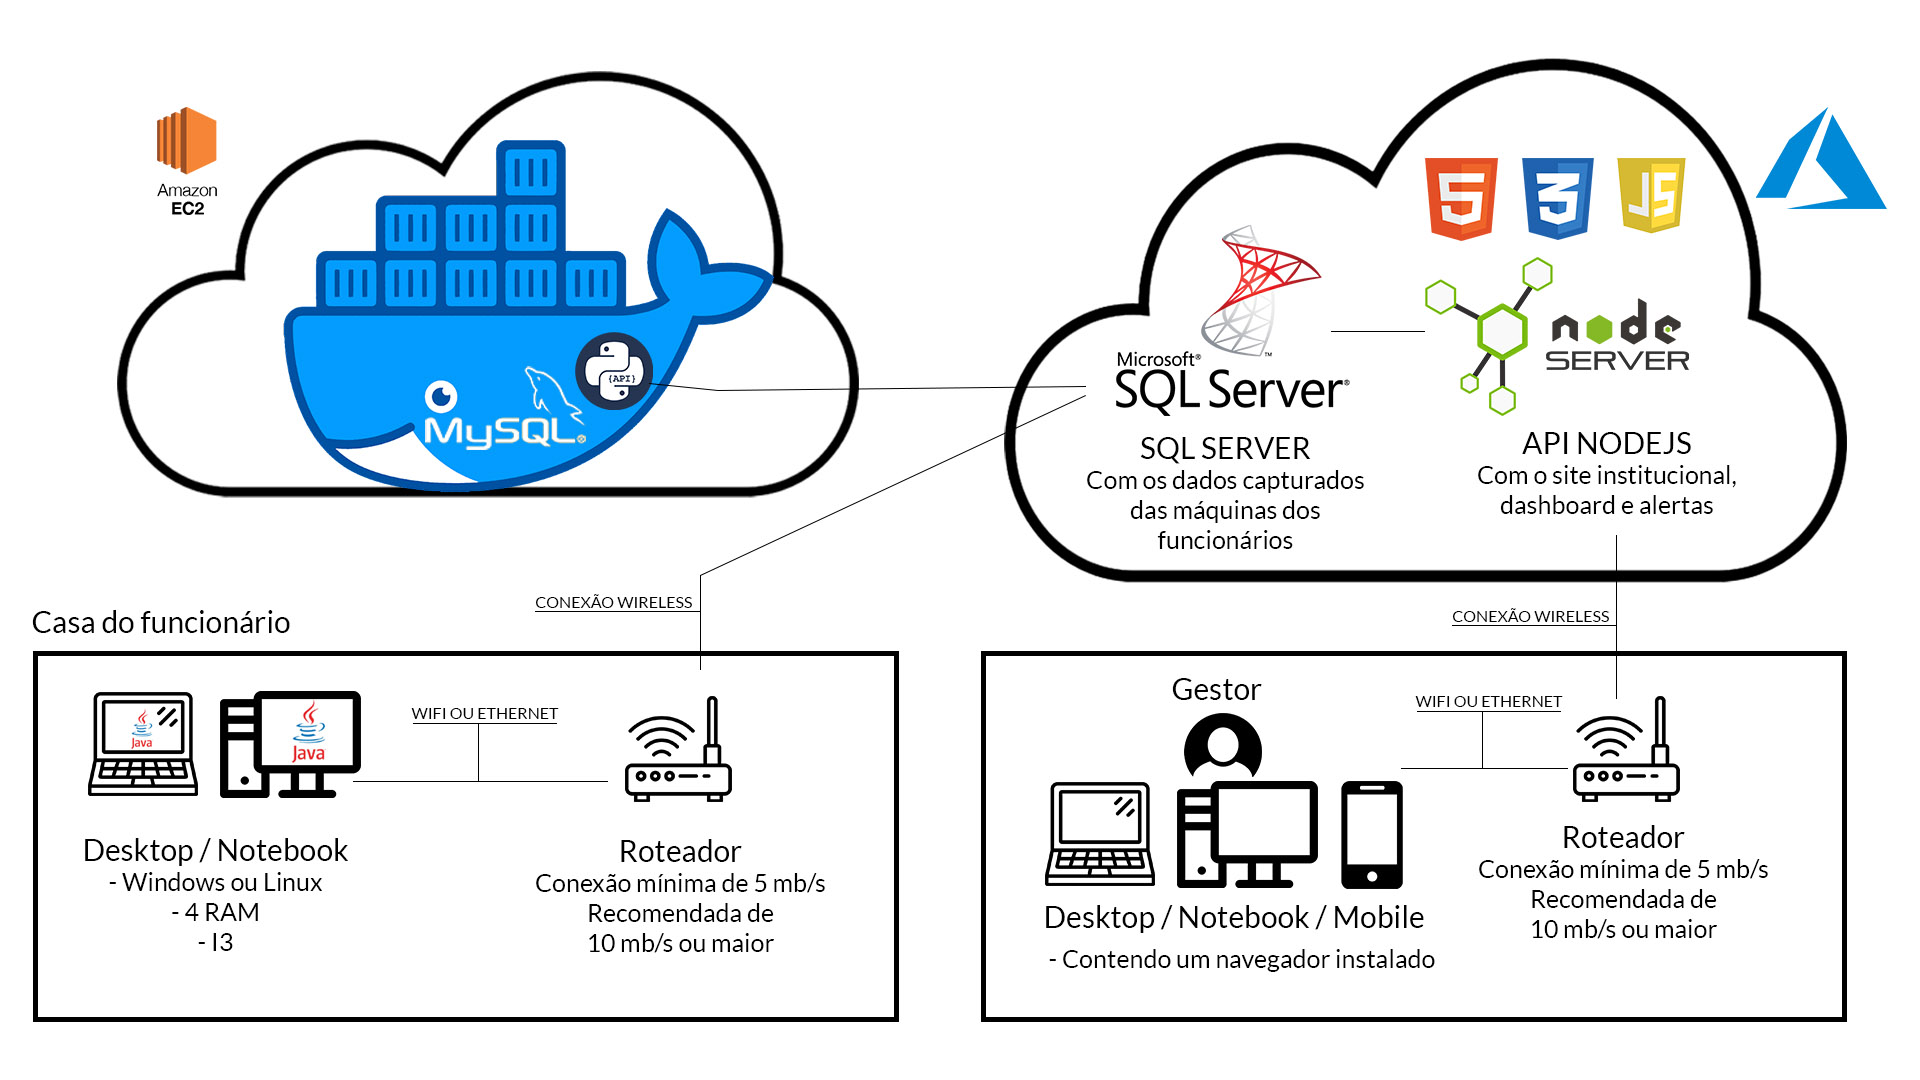 Amazon
EC2
{API}
MySQL®
5
3
JS
Microsoft®
SQL Server®
™
node
SERVER
SQL SERVER
Com os dados capturados
das máquinas dos
funcionários
API NODEJS
Com o site institucional,
dashboard e alertas
CONEXÃO WIRELESS
CONEXÃO WIRELESS
Casa do funcionário
Java
Java
WIFI OU ETHERNET
Desktop / Notebook
- Windows ou Linux
- 4 RAM
- I3
Roteador
Conexão mínima de 5 mb/s
Recomendada de
10 mb/s ou maior
Gestor
WIFI OU ETHERNET
Desktop / Notebook / Mobile
- Contendo um navegador instalado
Roteador
Conexão mínima de 5 mb/s
Recomendada de
10 mb/s ou maior